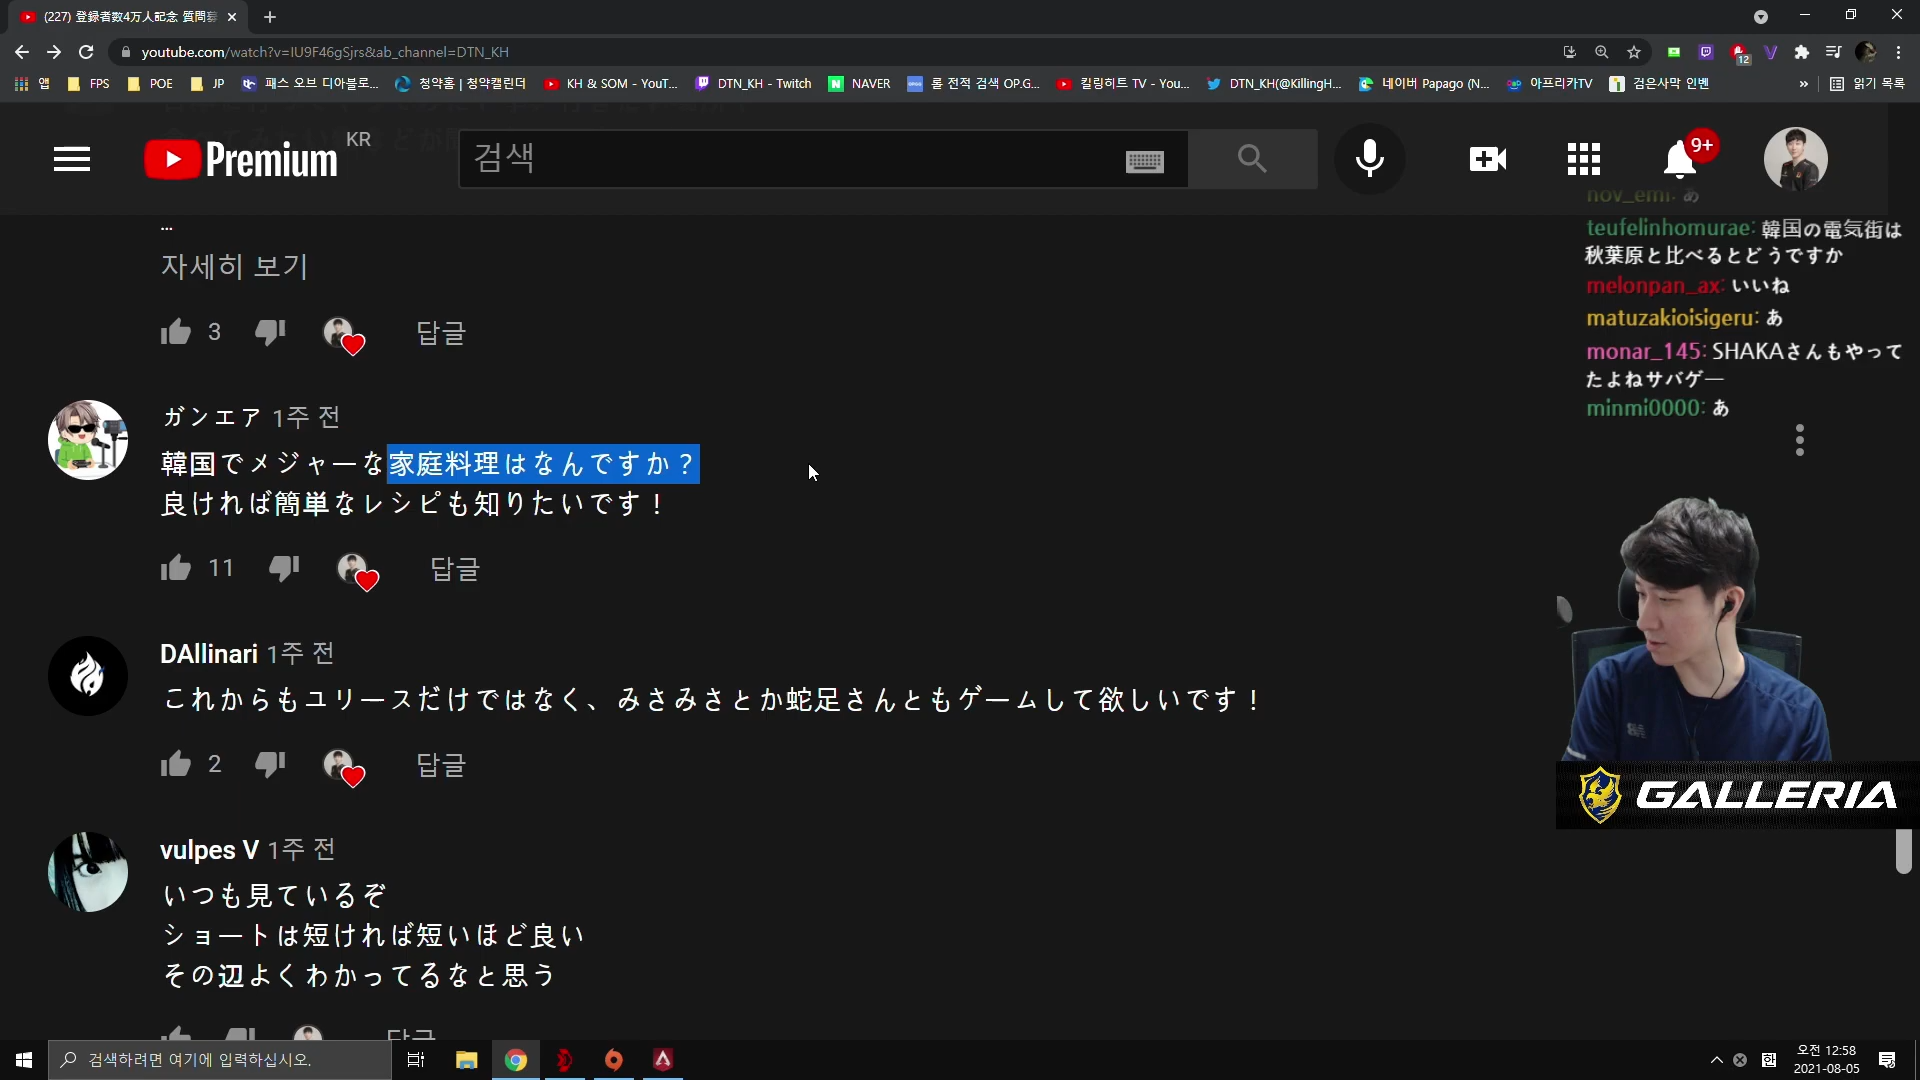 (227) 登録者数4万人記念 質問募
youtube.com/watch?v=IU9F46gSjrs&ab_channel=DTN_KH
12
앱 FPS POE JP 패스 오브 디아블로... 청약홈 | 청약캘린더 KH & SOM - YouT... DTN_KH - Twitch NAVER 롤 전적 검색 OP.G... 킬링히트 TV - You... DTN_KH(@KillingH... 네이버 Papago (N... 아프리카TV 검은사막 인벤 » 읽기 목록
Premium KR
검색
9+
nov_emi: あ
teufelinhomurae: 韓国の電気街は
秋葉原と比べるとどうですか
melonpan_ax: いいね
matuzakioisigeru: あ
monar_145: SHAKAさんもやって
たよねサバゲー
minmi0000: あ
...
자세히 보기
3 답글
ガンエア 1주 전
韓国でメジャーな家庭料理はなんですか？
良ければ簡単なレシピも知りたいです！
11 답글
DAllinari 1주 전
これからもユリースだけではなく、みさみさとか蛇足さんともゲームして欲しいです！
2 답글
GALLERIA
vulpes V 1주 전
いつも見ているぞ
ショートは短ければ短いほど良い
その辺よくわかってるなと思う
답글
검색하려면 여기에 입력하십시오.
한
오전 12:58
2021-08-05